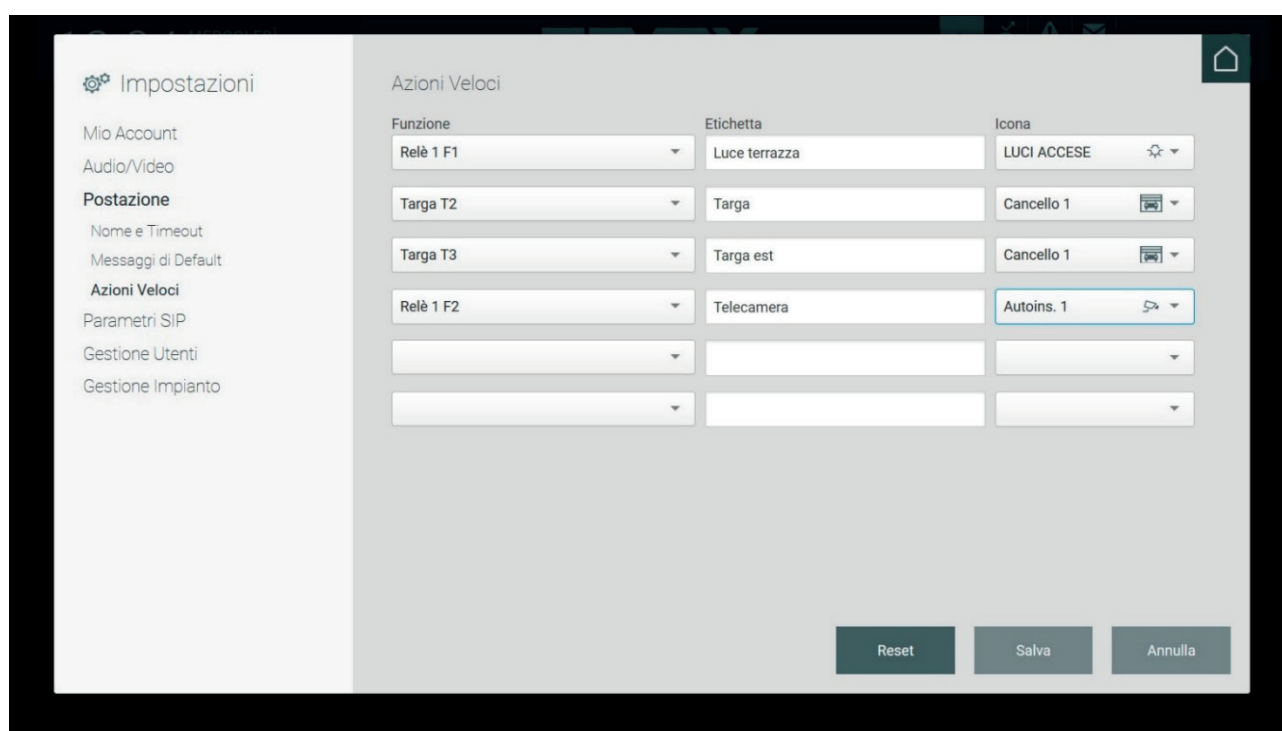 Impostazioni
Mio Account
Audio/Video
Postazione
Nome e Timeout
Messaggi di Default
Azioni Veloci
Parametri SIP
Gestione Utenti
Gestione Impianto
Azioni Veloci
Funzione Etichetta Icona
Relè 1 F1 Luce terrazza LUCI ACCESE
Targa T2 Targa Cancello 1
Targa T3 Targa est Cancello 1
Relè 1 F2 Telecamera Autoins. 1
Reset Salva Annulla